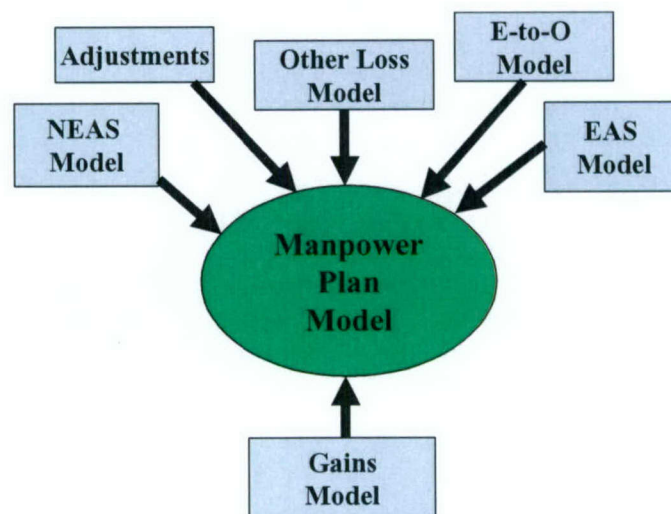 Adjustments
Other Loss
Model
E-to-O
Model
NEAS
Model
EAS
Model
Manpower
Plan
Model
Gains
Model